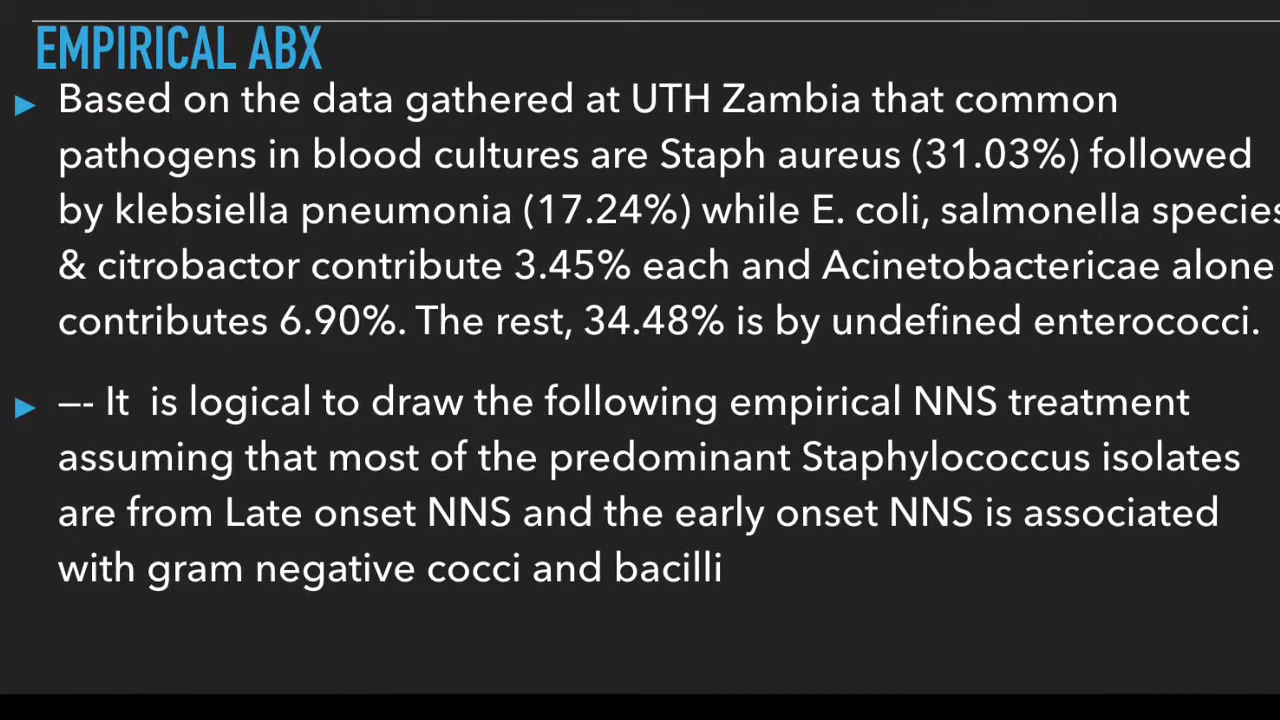 EMPIRICAL ABX
Based on the data gathered at UTH Zambia that common
pathogens in blood cultures are Staph aureus (31.03%) followed
by klebsiella pneumonia (17.24%) while E. coli, salmonella species
& citrobactor contribute 3.45% each and Acinetobactericae alone
contributes 6.90%. The rest, 34.48% is by undefined enterococci.
—- It  is logical to draw the following empirical NNS treatment
assuming that most of the predominant Staphylococcus isolates
are from Late onset NNS and the early onset NNS is associated
with gram negative cocci and bacilli